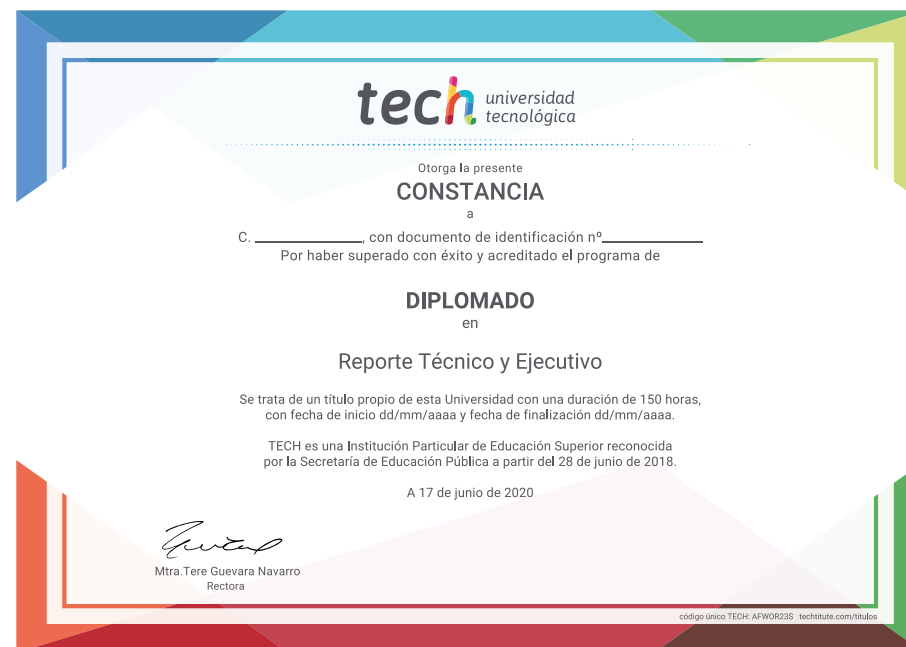 tech universidad
tecnológica
Otorga la presente
CONSTANCIA
a
C. ____________, con documento de identificación nº____________
Por haber superado con éxito y acreditado el programa de
DIPLOMADO
en
Reporte Técnico y Ejecutivo
Se trata de un título propio de esta Universidad con una duración de 150 horas,
con fecha de inicio dd/mm/aaaa y fecha de finalización dd/mm/aaaa.
TECH es una Institución Particular de Educación Superior reconocida
por la Secretaría de Educación Pública a partir del 28 de junio de 2018.
A 17 de junio de 2020
Mtra.Tere Guevara Navarro
Rectora
código único TECH: AFWOR23S techtitute.com/titulos